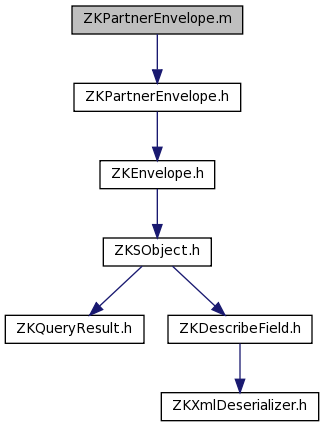 ZKPartnerEnvelope.m
ZKPartnerEnvelope.h
ZKEnvelope.h
ZKSObject.h
ZKQueryResult.h
ZKDescribeField.h
ZKXmlDeserializer.h